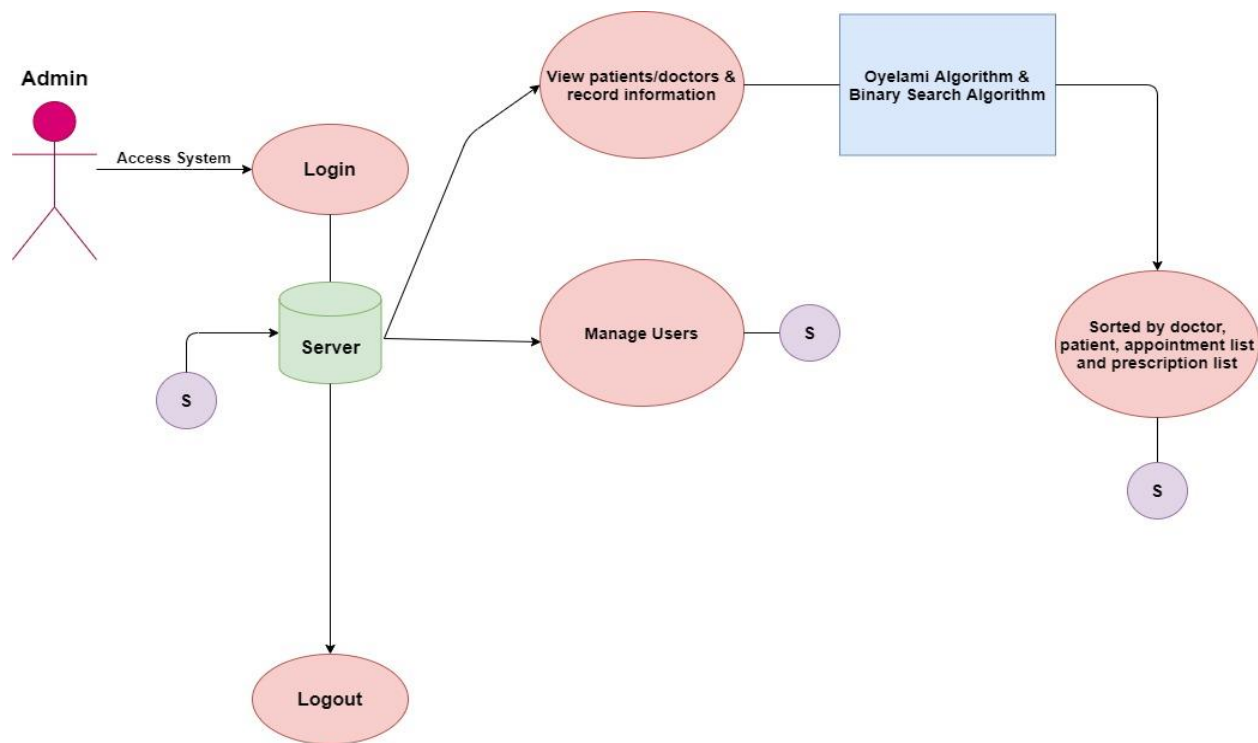 Admin
Access System
Login
Server
S
View patients/doctors &
record information
Oyelami Algorithm &
Binary Search Algorithm
Manage Users
S
Sorted by doctor,
patient, appointment list
and prescription list
S
Logout